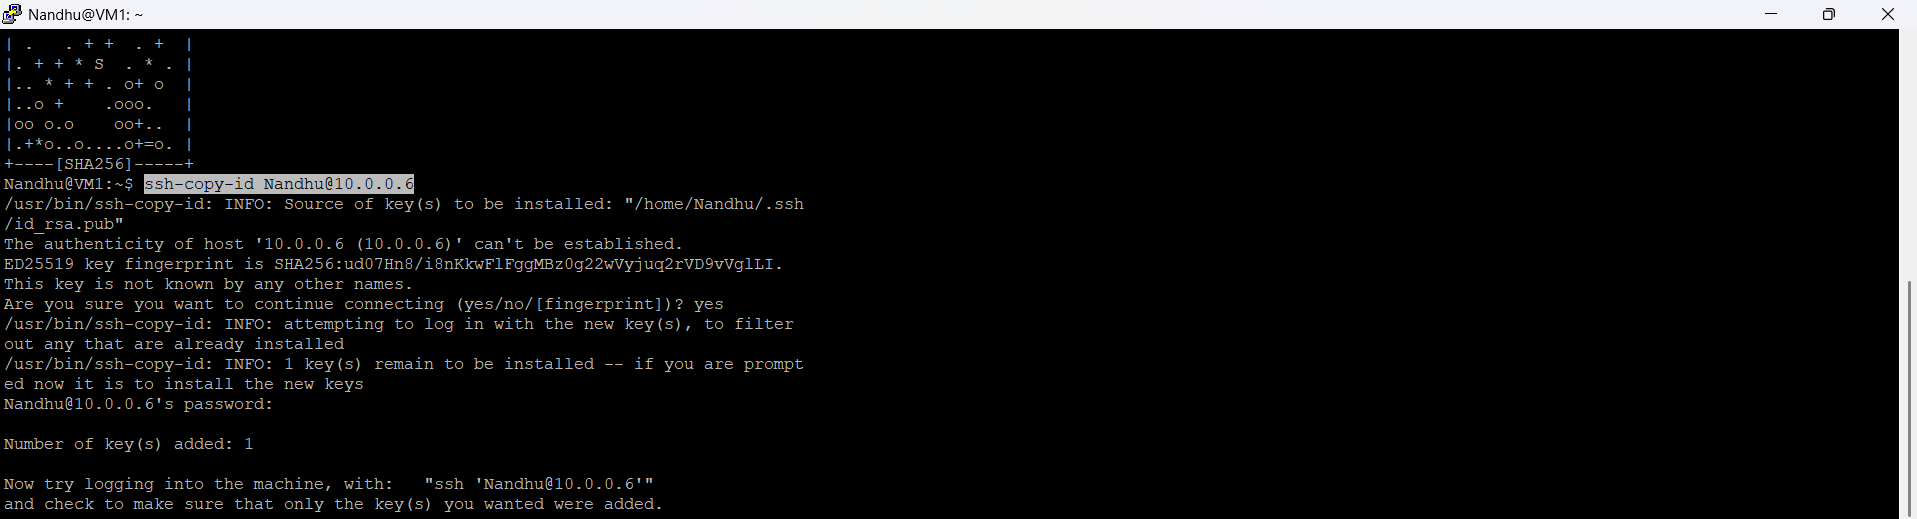 Nandhu@VM1: ~
| .   . + + . +  |
|. + + * S  . * . |
|.. * + + . o+ o  |
|..o +    .ooo.   |
|oo o.o    oo+..  |
|.+*o..o....o+=o. |
+----[SHA256]-----+
Nandhu@VM1:~$ ssh-copy-id Nandhu@10.0.0.6
/usr/bin/ssh-copy-id: INFO: Source of key(s) to be installed: "/home/Nandhu/.ssh
/id_rsa.pub"
The authenticity of host '10.0.0.6 (10.0.0.6)' can't be established.
ED25519 key fingerprint is SHA256:ud07Hn8/i8nKkwFlFggMBz0g22wVyjuq2rVD9vVglLI.
This key is not known by any other names.
Are you sure you want to continue connecting (yes/no/[fingerprint])? yes
/usr/bin/ssh-copy-id: INFO: attempting to log in with the new key(s), to filter
out any that are already installed
/usr/bin/ssh-copy-id: INFO: 1 key(s) remain to be installed -- if you are prompt
ed now it is to install the new keys
Nandhu@10.0.0.6's password:
Number of key(s) added: 1
Now try logging into the machine, with:   "ssh 'Nandhu@10.0.0.6'"
and check to make sure that only the key(s) you wanted were added.